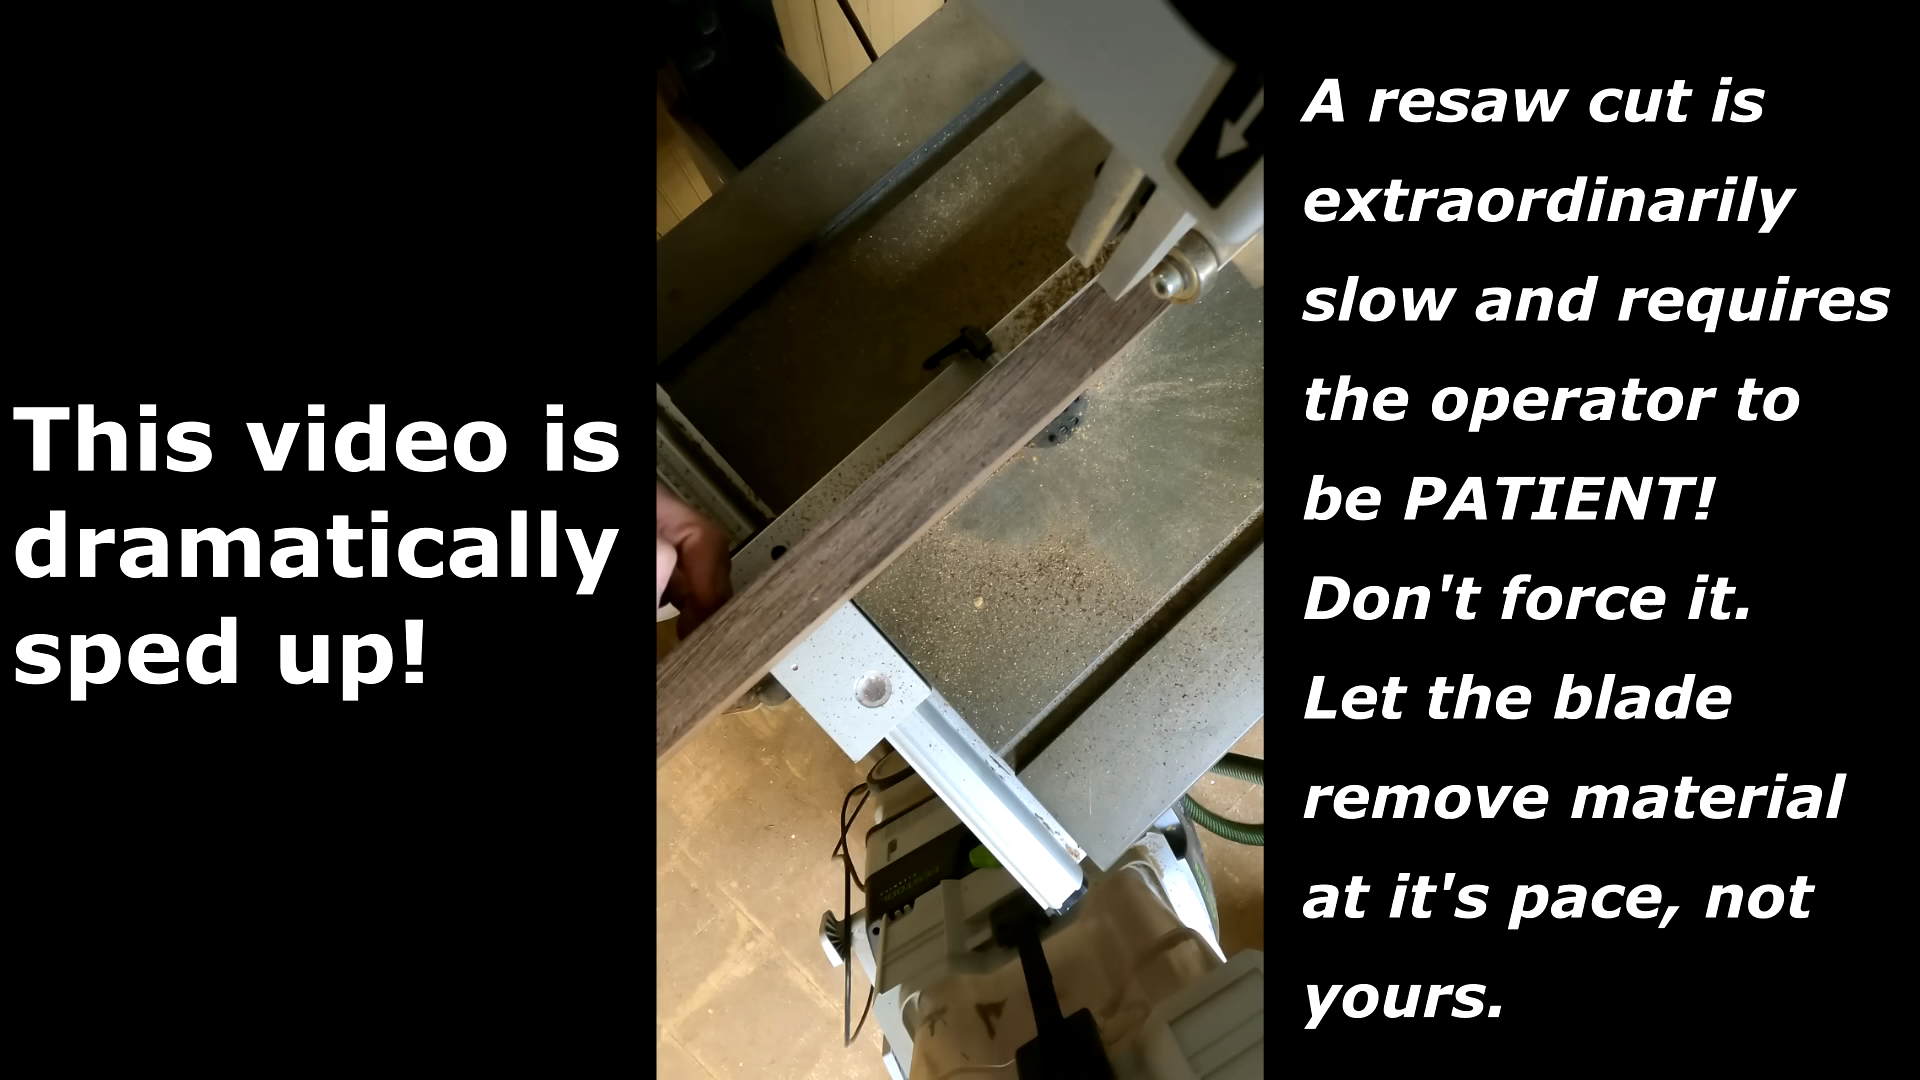 This video is
dramatically
sped up!
A resaw cut is
extraordinarily
slow and requires
the operator to
be PATIENT!
Don't force it.
Let the blade
remove material
at it's pace, not
yours.
FESTOOL